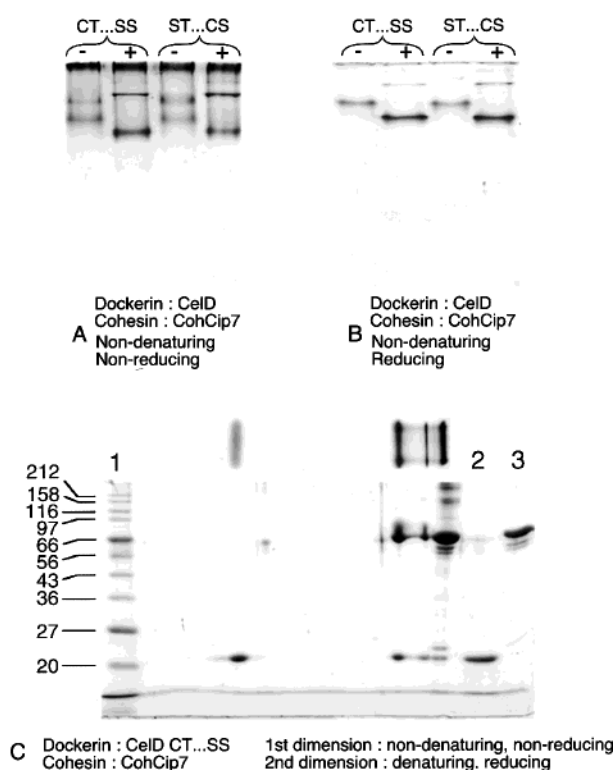 CT...SS ST...CS
- + - +
CT...SS ST...CS
- + - +
Dockerin : CelD
Cohesin : CohCip7
A Non-denaturing
Non-reducing
Dockerin : CelD
Cohesin : CohCip7
B Non-denaturing
Reducing
1 2 3
212
158
116
97
66
56
43
36
27
20
C Dockerin : CelD CT...SS 1st dimension : non-denaturing, non-reducing
Cohesin : CohCip7 2nd dimension : denaturing, reducing